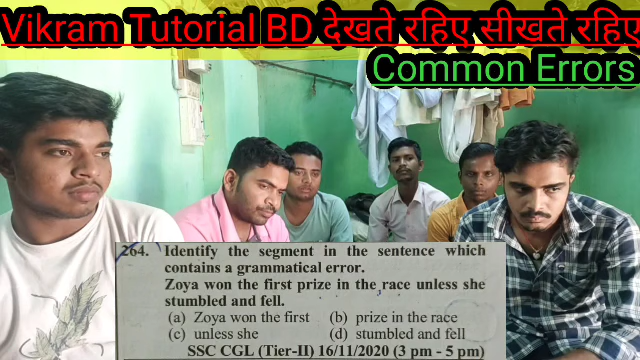 Vikram Tutorial BD देखते रहिए सीखते रहिए
Common Errors
264. Identify the segment in the sentence which
contains a grammatical error.
Zoya won the first prize in the race unless she
stumbled and fell.
(a) Zoya won the first (b) prize in the race
(c) unless she (d) stumbled and fell
SSC CGL (Tier-II) 16/11/2020 (3 pm - 5 pm)